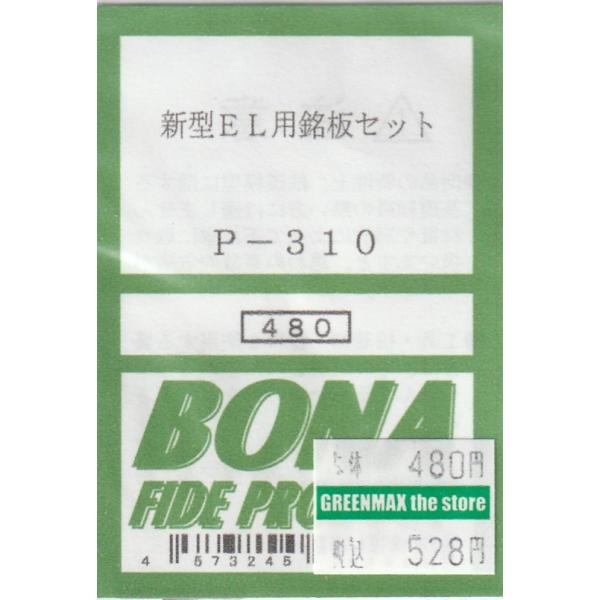 新型ＥＬ用銘板セット
Ｐ－３１０
４８０
BONA
FIDE PRO
本体 480円
GREENMAX the store
税込 528円
4 573245